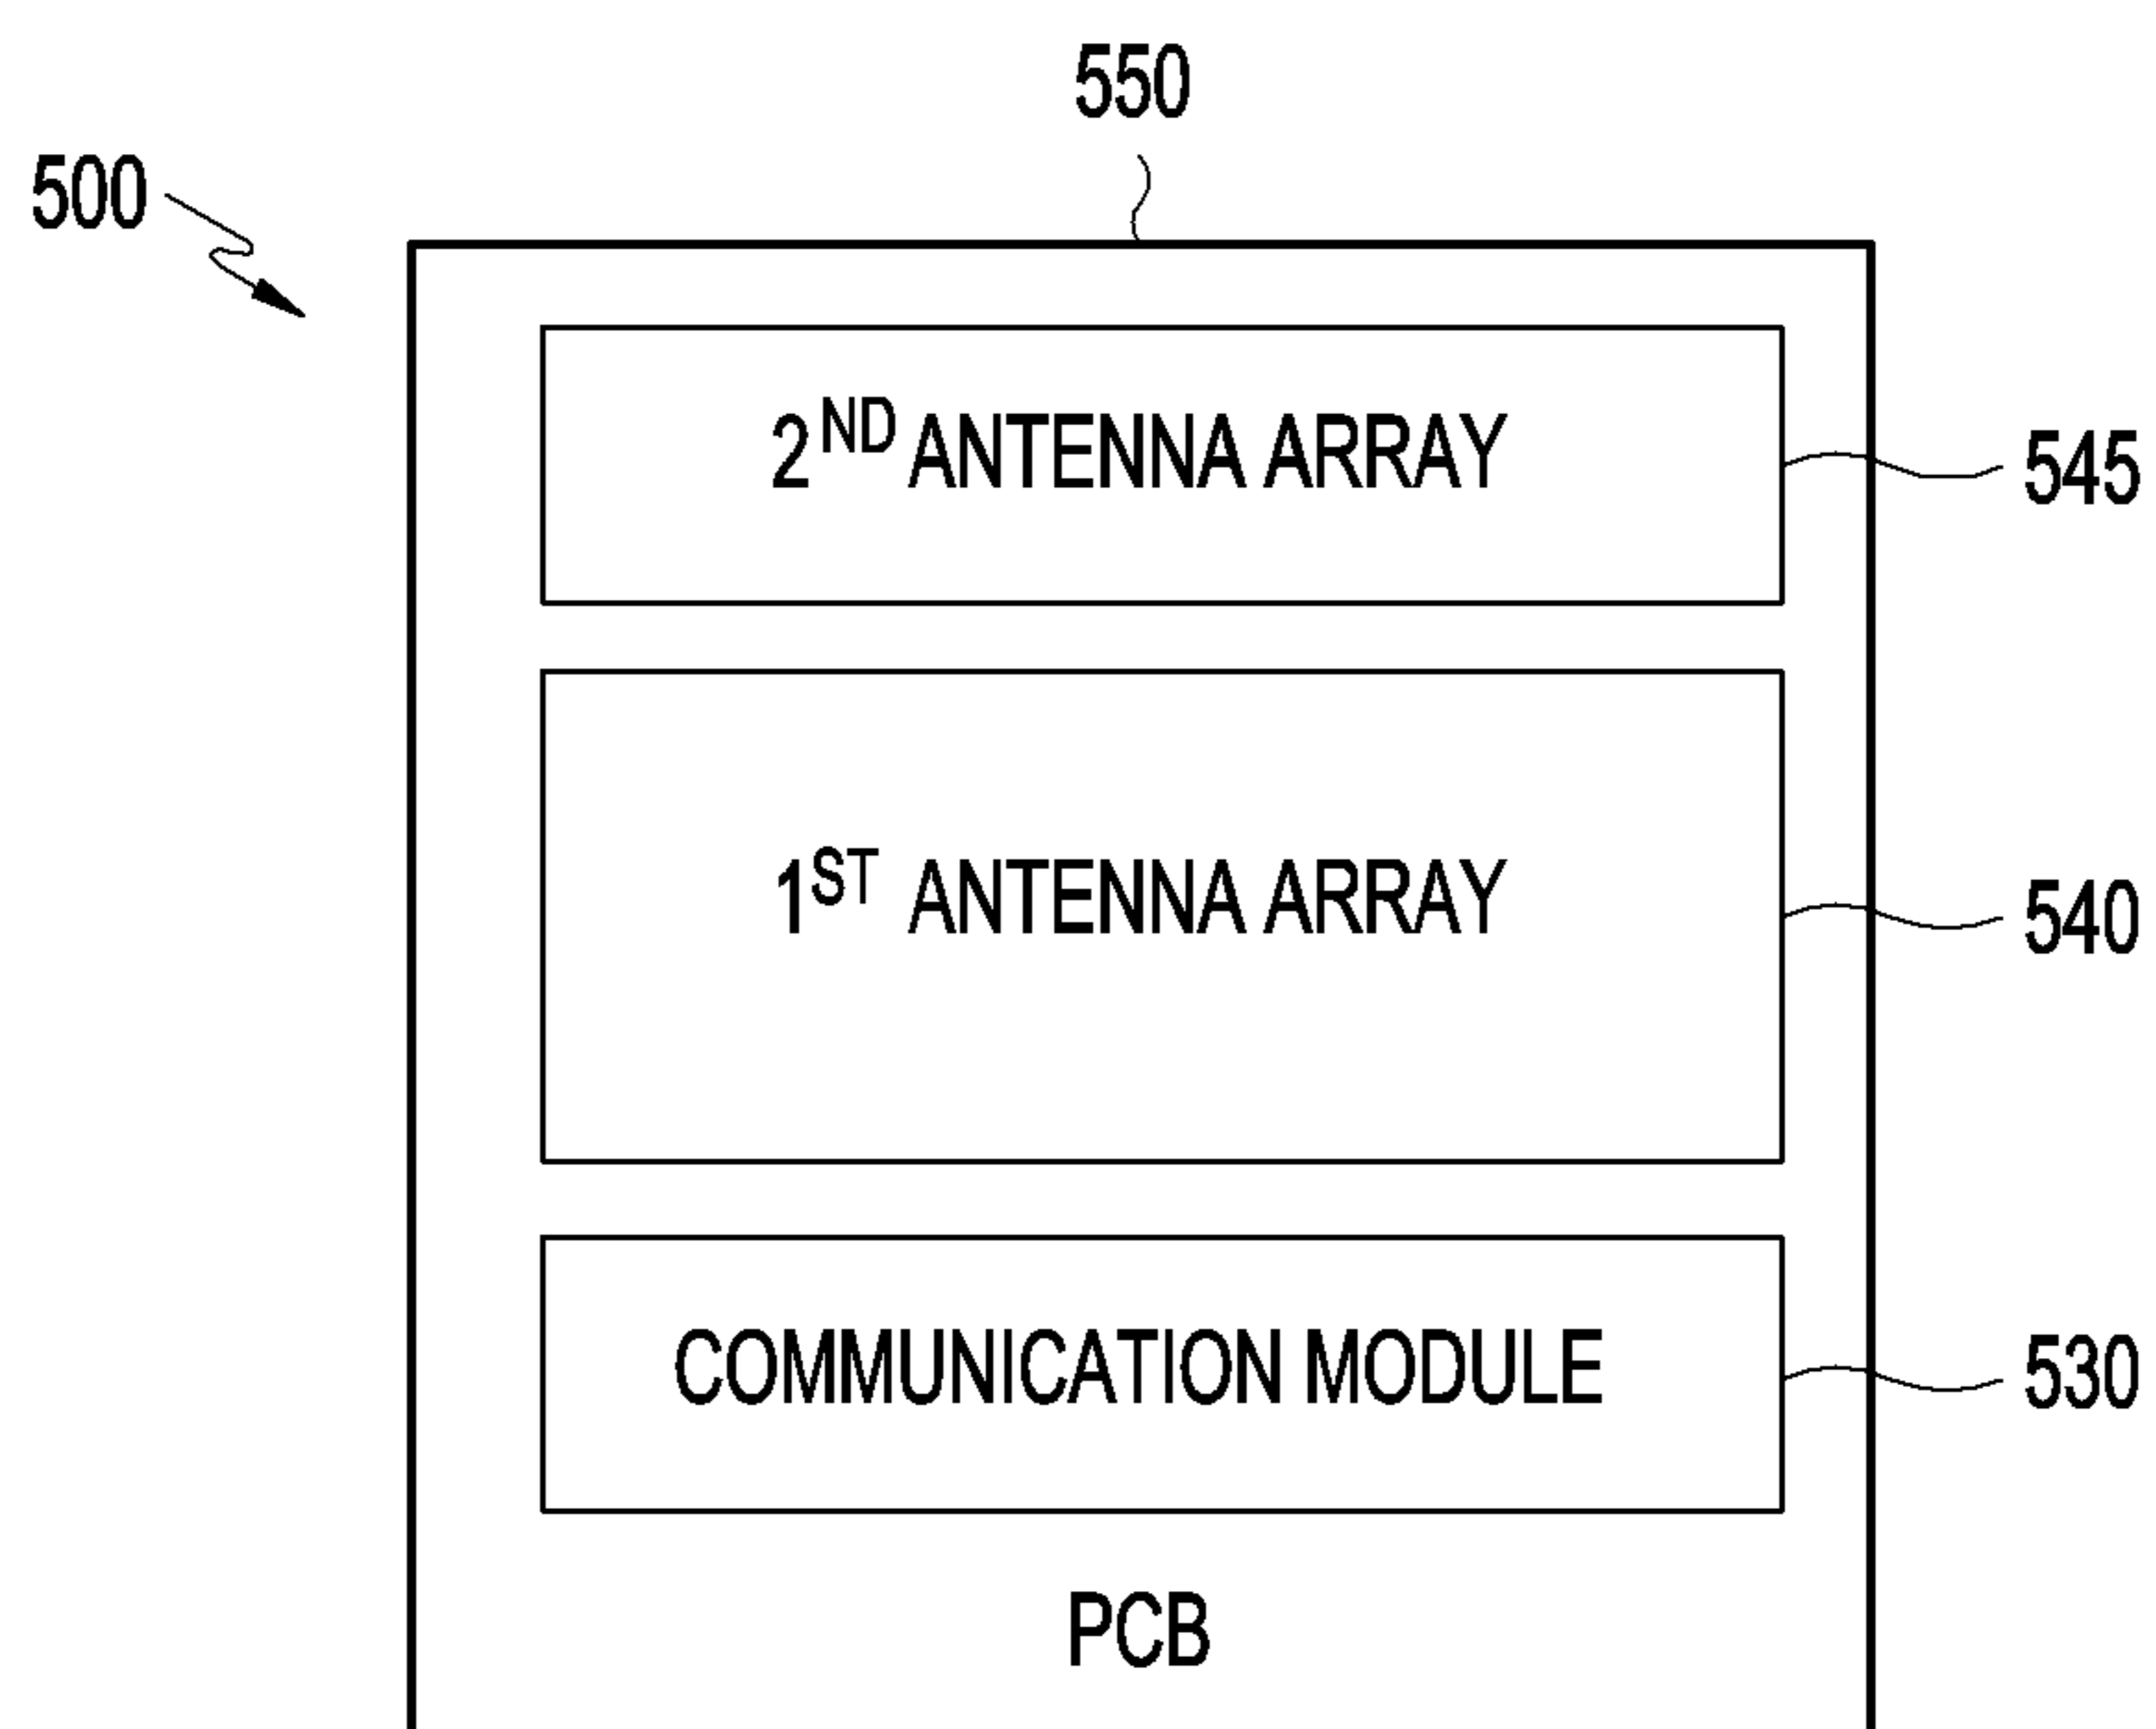 550
500
2ND ANTENNA ARRAY
545
1ST ANTENNA ARRAY
540
COMMUNICATION MODULE
530
PCB